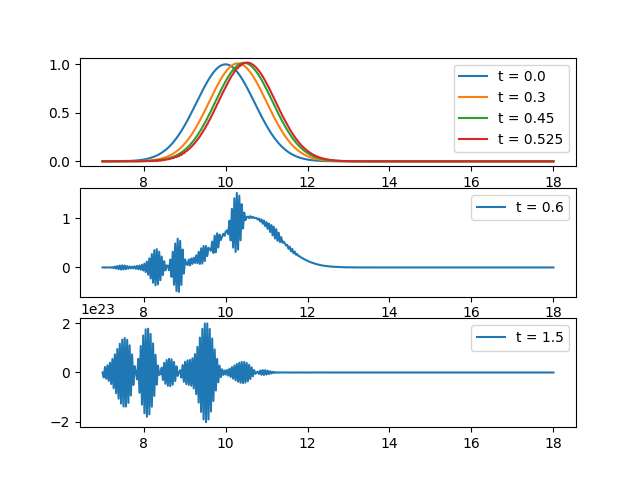 1.0
0.5
0.0
t = 0.0
t = 0.3
t = 0.45
t = 0.525
8 10 12 14 16 18
1
0
t = 0.6
8 10 12 14 16 18
1e23
2
0
−2
t = 1.5
8 10 12 14 16 18